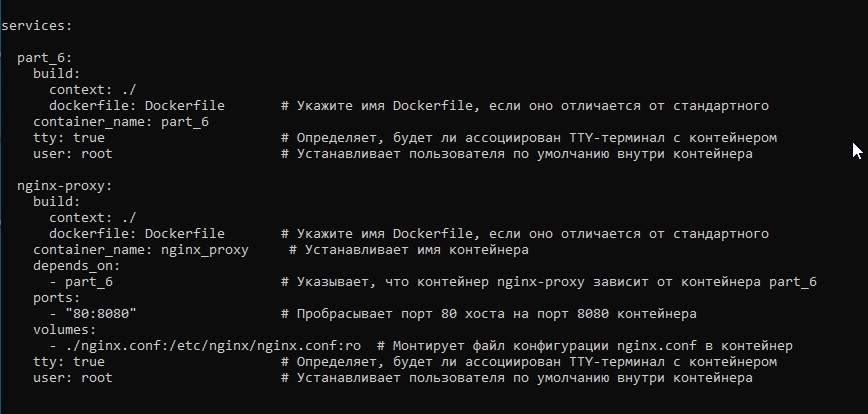 services:
  part_6:
    build:
      context: ./
      dockerfile: Dockerfile       # Укажите имя Dockerfile, если оно отличается от стандартного
    container_name: part_6
    tty: true                      # Определяет, будет ли ассоциирован TTY-терминал с контейнером
    user: root                     # Устанавливает пользователя по умолчанию внутри контейнера
  nginx-proxy:
    build:
      context: ./
      dockerfile: Dockerfile       # Укажите имя Dockerfile, если оно отличается от стандартного
    container_name: nginx_proxy     # Устанавливает имя контейнера
    depends_on:
      - part_6                     # Указывает, что контейнер nginx-proxy зависит от контейнера part_6
    ports:
      - "80:8080"                  # Пробрасывает порт 80 хоста на порт 8080 контейнера
    volumes:
      - ./nginx.conf:/etc/nginx/nginx.conf:ro  # Монтирует файл конфигурации nginx.conf в контейнер
    tty: true                      # Определяет, будет ли ассоциирован TTY-терминал с контейнером
    user: root                     # Устанавливает пользователя по умолчанию внутри контейнера